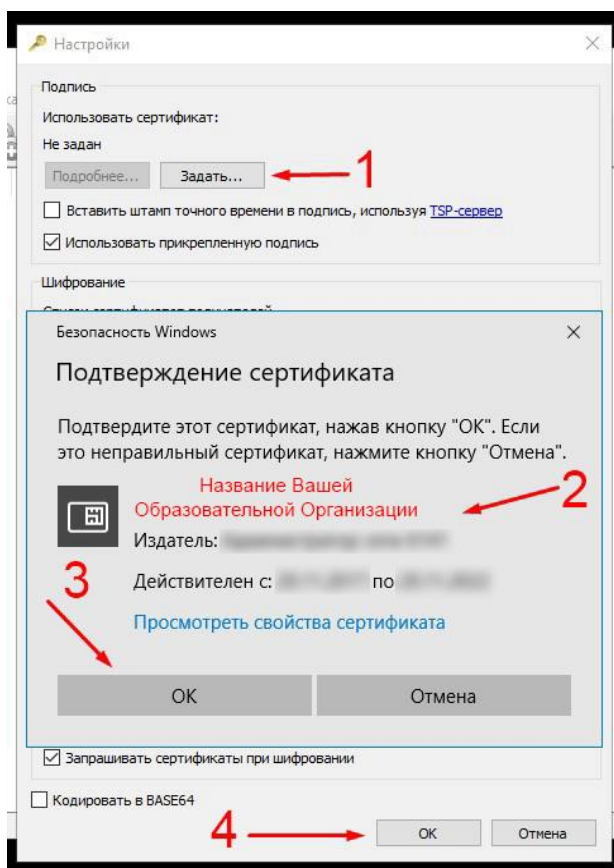 Настройки
Подпись
Использовать сертификат:
Не задан
Подробнее...
Задать...
1
Вставить штамп точного времени в подпись, используя TSP-сервер
Использовать прикрепленную подпись
Шифрование
Безопасность Windows
Подтверждение сертификата
Подтвердите этот сертификат, нажав кнопку "ОК". Если
это неправильный сертификат, нажмите кнопку "Отмена".
Название Вашей
Образовательной Организации
2
Издатель:
3
Действителен с: по
Просмотреть свойства сертификата
ОК
Отмена
Запрашивать сертификаты при шифровании
Кодировать в BASE64
4
ОК
Отмена